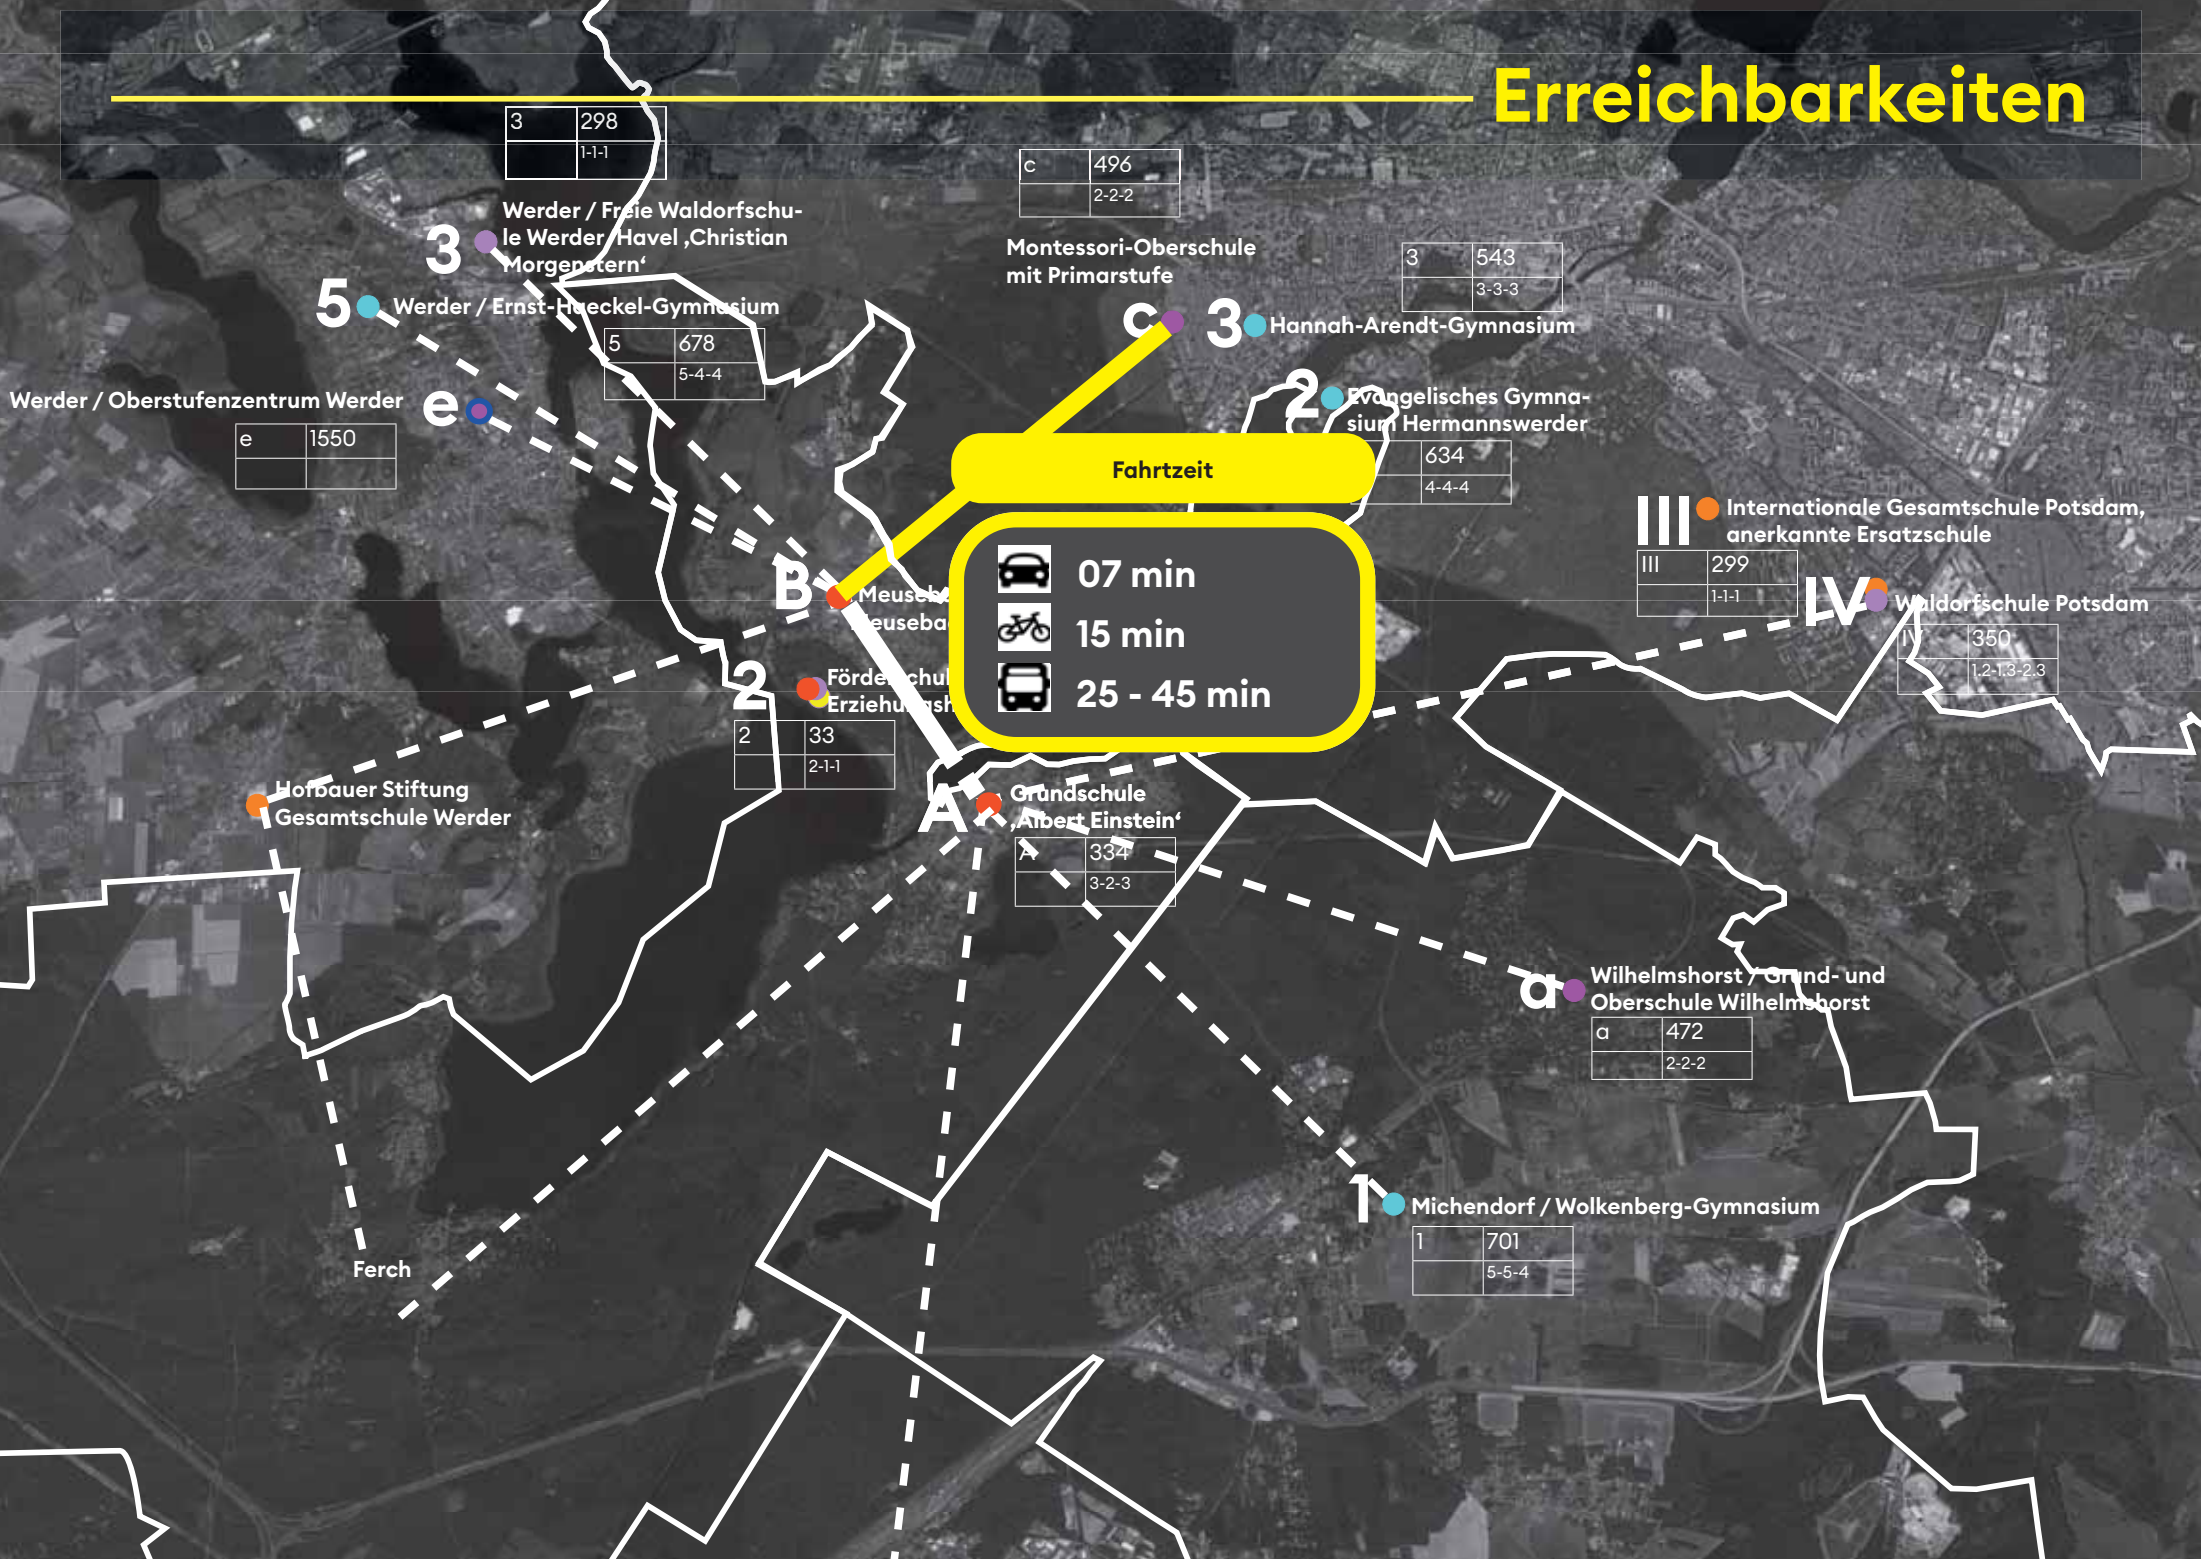 Erreichbarkeiten
3 298
1-1-1
c 496
2-2-2
Werder / Freie Waldorfschu-
le Werder/Havel ‚Christian
Morgenstern‘
3
Montessori-Oberschule
mit Primarstufe
3 543
3-3-3
5
Werder / Ernst-Haeckel-Gymnasium
c
3
Hannah-Arendt-Gymnasium
5 678
5-4-4
Werder / Oberstufenzentrum Werder
e
2
Evangelisches Gymna-
sium Hermannswerder
e 1550
634
4-4-4
Fahrtzeit
III
Internationale Gesamtschule Potsdam,
anerkannte Ersatzschule
III 299
1-1-1
07 min
15 min
25 - 45 min
B
IV
Waldorfschule Potsdam
IV 350
1.2-1.3-2.3
2
2 33
2-1-1
Hofbauer Stiftung
Gesamtschule Werder
A
Grundschule
‚Albert Einstein‘
A 334
3-2-3
a
Wilhelmshorst / Grund- und
Oberschule Wilhelmshorst
a 472
2-2-2
1
Michendorf / Wolkenberg-Gymnasium
1 701
5-5-4
Ferch